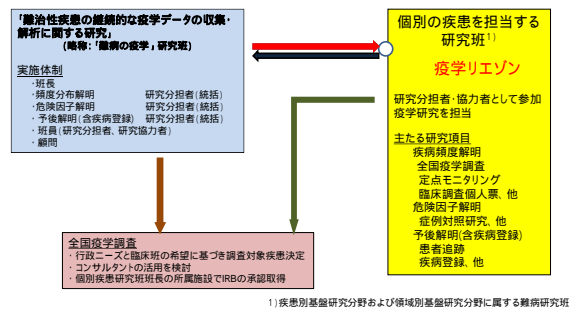 「難治性疾患の継続的な疫学データの収集・
解析に関する研究」
(略称:「難病の疫学」研究班)
実施体制
・班長
・頻度分布解明 研究分担者(統括)
・危険因子解明 研究分担者(統括)
・予後解明(含疾病登録) 研究分担者(統括)
・班員(研究分担者、研究協力者)
・顧問
個別の疾患を担当する
研究班1)
疫学リエゾン
研究分担者・協力者として参加
疫学研究を担当
主たる研究項目
疾病頻度解明
全国疫学調査
定点モニタリング
臨床調査個人票、他
危険因子解明
症例対照研究、他
予後解明(含疾病登録)
患者追跡
疾病登録、他
全国疫学調査
・行政ニーズと臨床班の希望に基づき調査対象疾患決定
・コンサルタントの活用を検討
・個別疾患研究班班長の所属施設でIRBの承認取得
1)疾患別基盤研究分野および領域別基盤研究分野に属する難病研究班